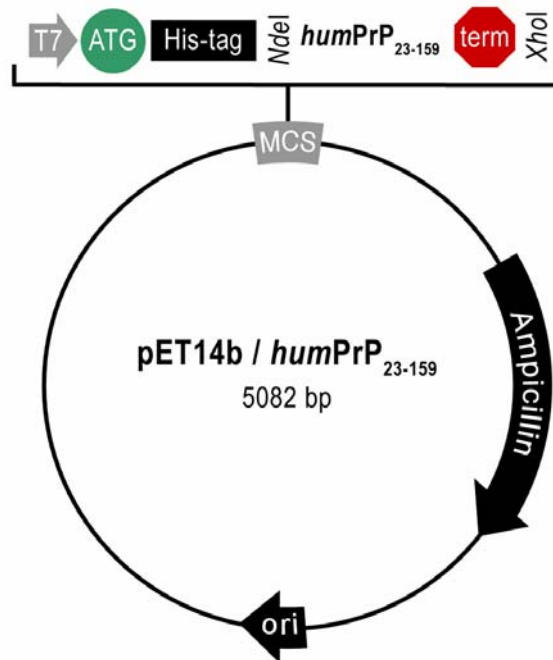 T7 ATG His-tag NdeI humPrP23-159 term XhoI
MCS
Ampicillin
pET14b / humPrP23-159
5082 bp
ori